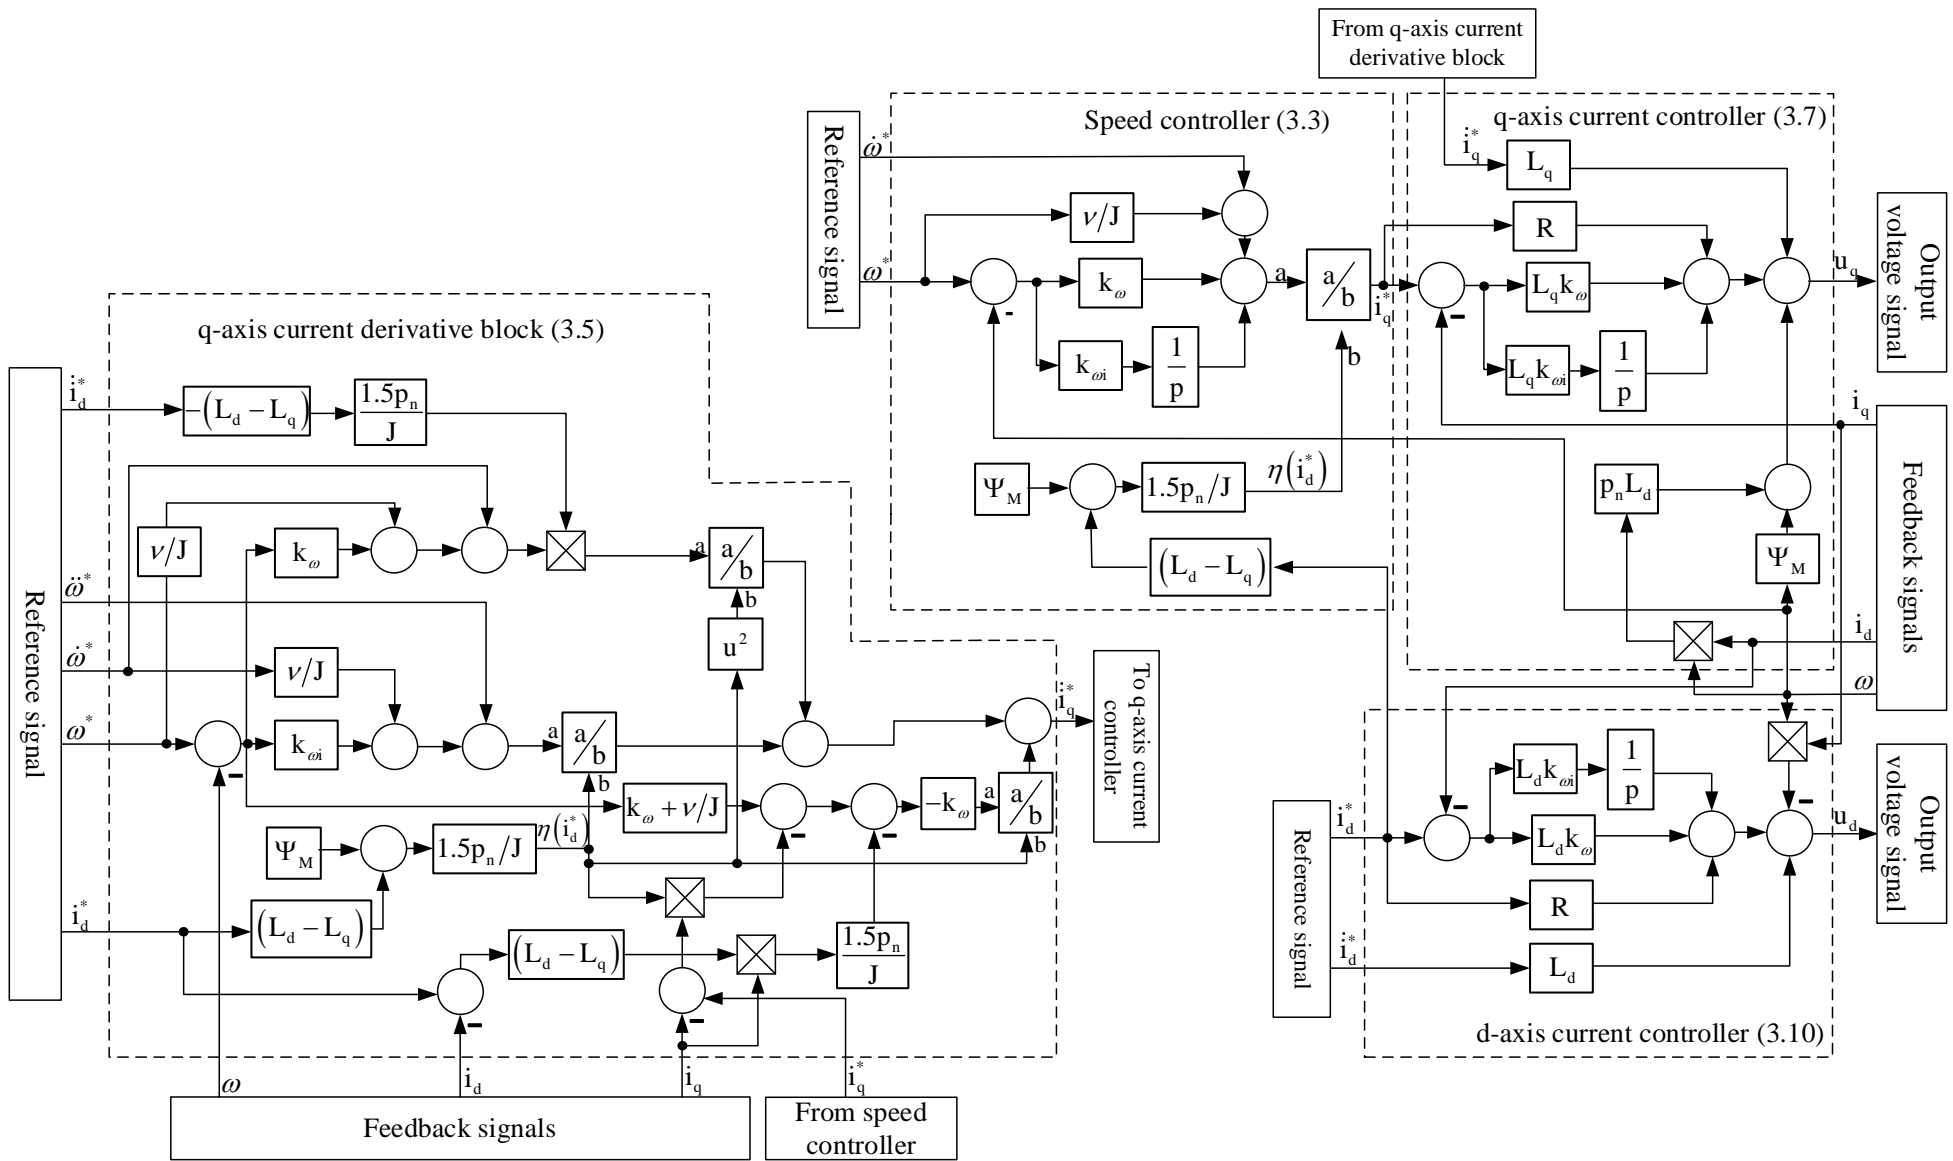 From q-axis current
derivative block
Speed controller (3.3)
q-axis current controller (3.7)
Reference signal
ω̇*
ω*
ν/J
k_ω
k_ωi
1/p
-
a
a/b
b
i_q*
Ψ_M
1.5p_n/J
η(i_d*)
(L_d − L_q)
i̇_q*
L_q
R
L_q k_ω
L_q k_ωi
1/p
-
u_q
Output
voltage signal
p_n L_d
Ψ_M
i_q
i_d
ω
Feedback signals
q-axis current derivative block (3.5)
Reference signal
i̇_d*
−(L_d − L_q)
1.5p_n/J
ν/J
k_ω
a
a/b
b
ω̈*
u²
ω̇*
ν/J
ω*
-
k_ωi
a
a/b
b
i̇_q*
To q-axis current
controller
k_ω + ν/J
-
-
−k_ω
a
a/b
b
Ψ_M
1.5p_n/J
η(i_d*)
i_d*
(L_d − L_q)
(L_d − L_q)
1.5p_n/J
-
-
ω
i_d
i_q
i_q*
Feedback signals
From speed
controller
Reference signal
i_d*
i̇_d*
-
L_d k_ωi
1/p
L_d k_ω
R
L_d
-
u_d
Output
voltage signal
d-axis current controller (3.10)